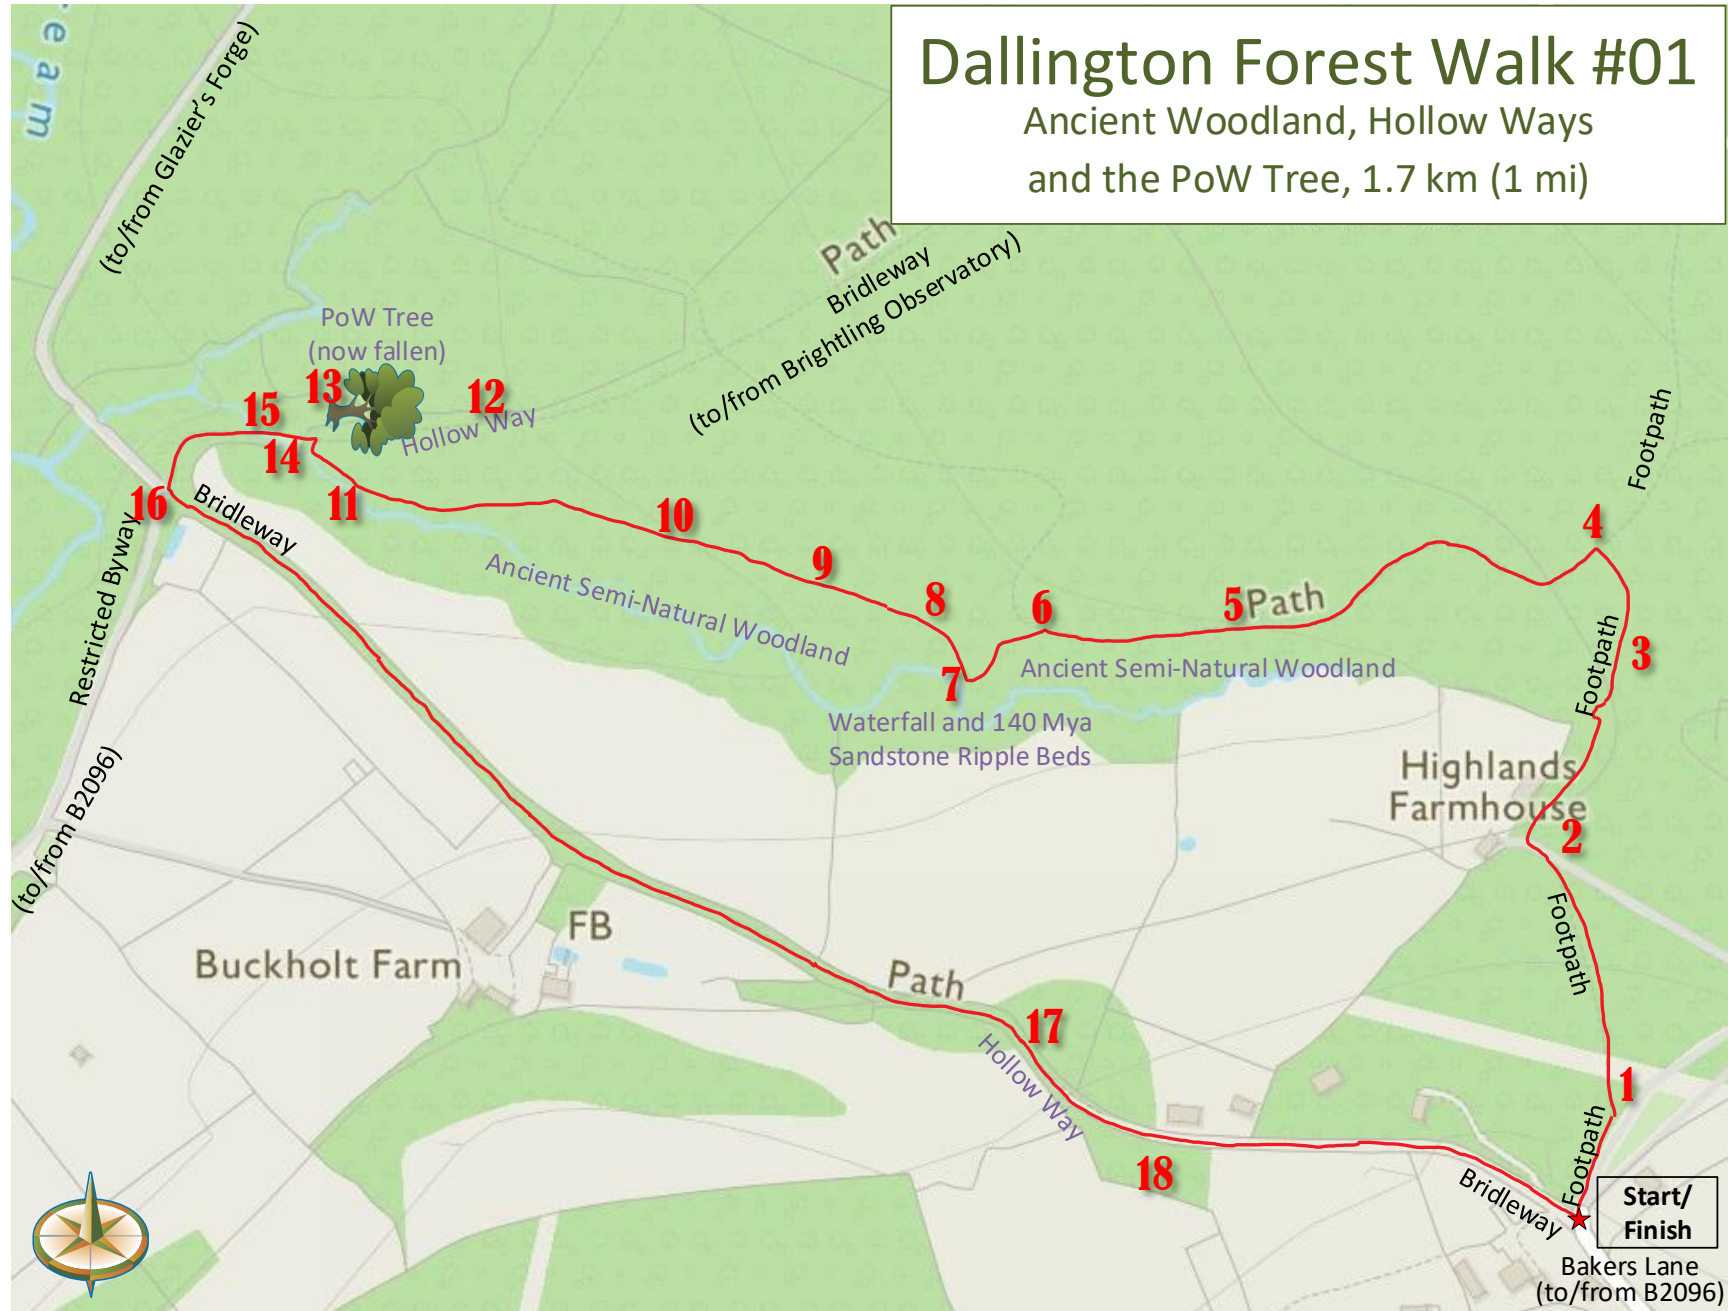 Dallington Forest Walk #01
Ancient Woodland, Hollow Ways
and the PoW Tree, 1.7 km (1 mi)
eam
(to/from Glazier's Forge)
Path
Bridleway
(to/from Brightling Observatory)
PoW Tree
(now fallen)
13
12
15
Hollow Way
14
Footpath
16
Bridleway
11
10
4
Restricted Byway
9
Ancient Semi-Natural Woodland
8
6
5
Path
Footpath
3
7
Ancient Semi-Natural Woodland
Waterfall and 140 Mya
Sandstone Ripple Beds
(to/from B2096)
Highlands
Farmhouse
2
Footpath
FB
Buckholt Farm
Path
17
Hollow Way
1
Footpath
18
Bridleway
Start/
Finish
Bakers Lane
(to/from B2096)